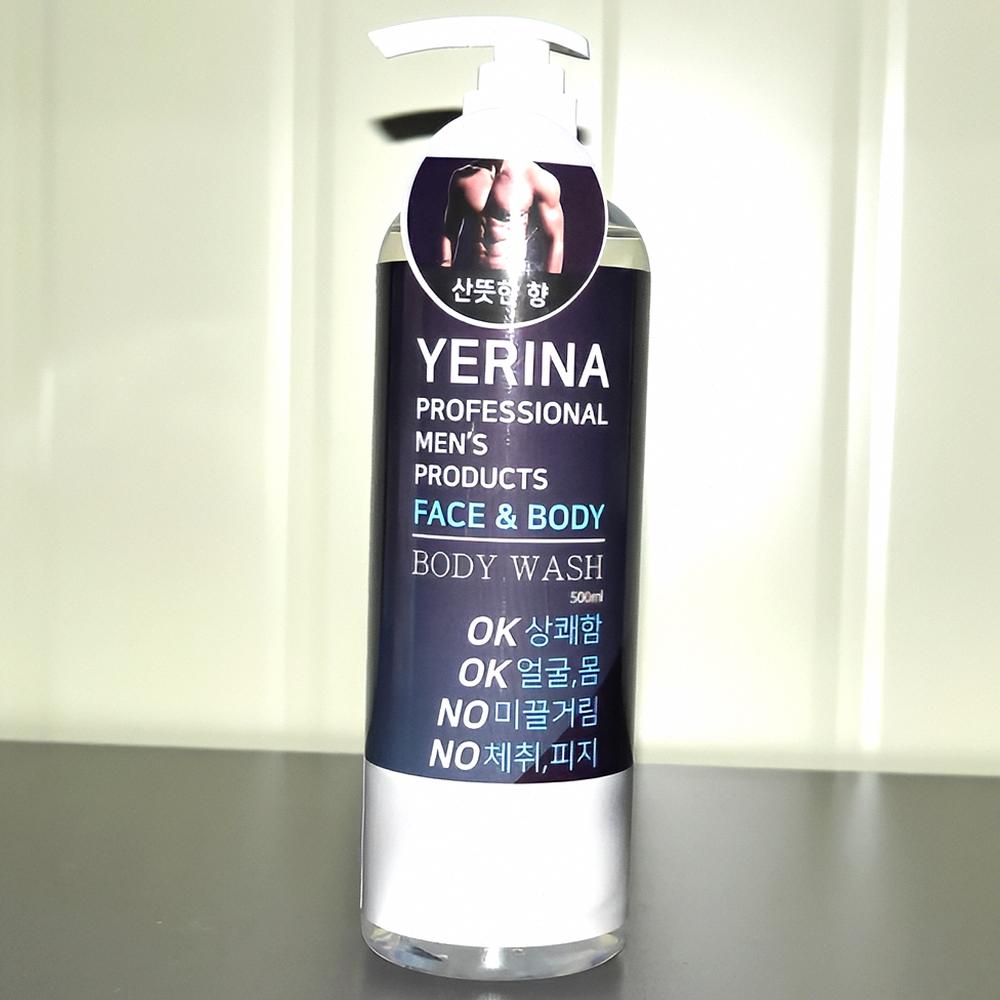 산뜻한 향
YERINA
PROFESSIONAL
MEN'S
PRODUCTS
FACE & BODY
BODY WASH
500ml
OK 상쾌함
OK 얼굴,몸
NO 미끌거림
NO 체취,피지